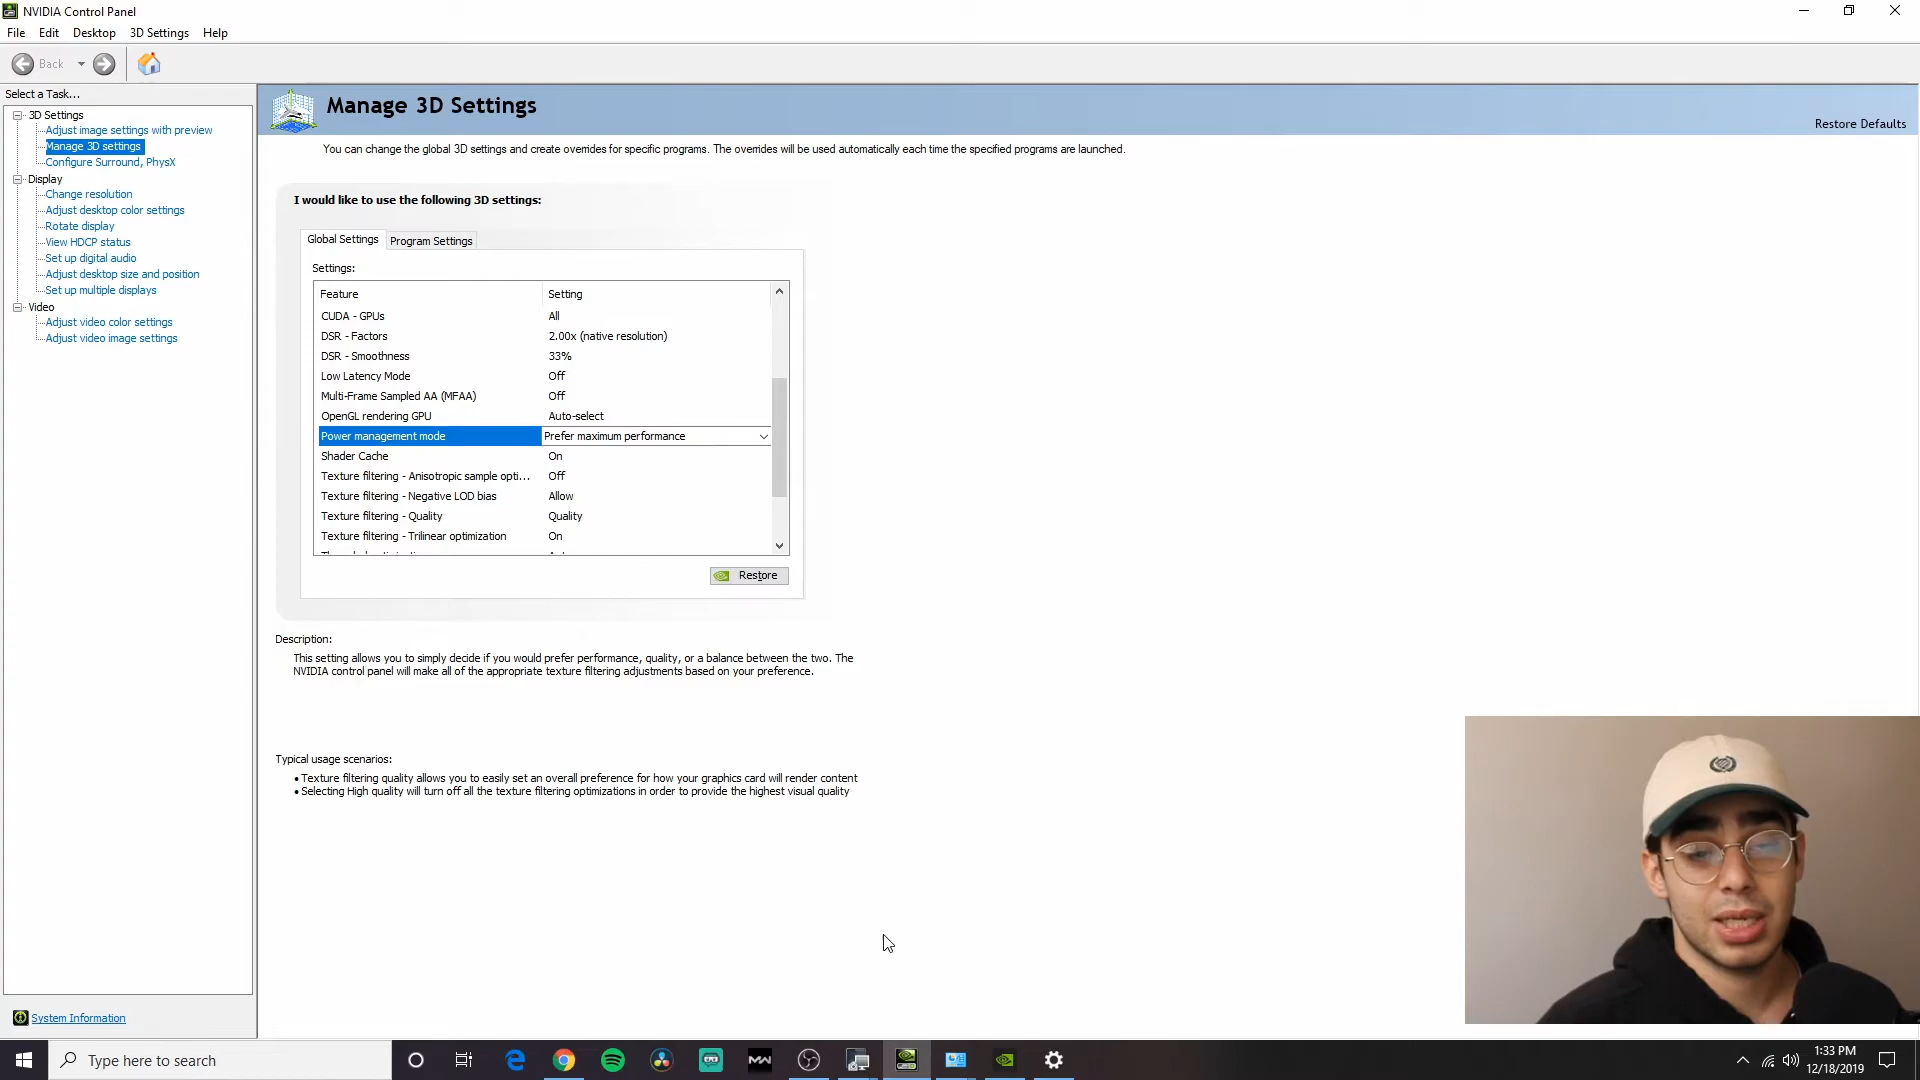 NVIDIA Control Panel
File Edit Desktop 3D Settings Help
Back
Select a Task...
3D Settings
Adjust image settings with preview
Manage 3D settings
Configure Surround, PhysX
Display
Change resolution
Adjust desktop color settings
Rotate display
View HDCP status
Set up digital audio
Adjust desktop size and position
Set up multiple displays
Video
Adjust video color settings
Adjust video image settings
System Information
Manage 3D Settings
Restore Defaults
You can change the global 3D settings and create overrides for specific programs. The overrides will be used automatically each time the specified programs are launched.
I would like to use the following 3D settings:
Global Settings Program Settings
Settings:
Feature Setting
CUDA - GPUs All
DSR - Factors 2.00x (native resolution)
DSR - Smoothness 33%
Low Latency Mode Off
Multi-Frame Sampled AA (MFAA) Off
OpenGL rendering GPU Auto-select
Power management mode Prefer maximum performance
Shader Cache On
Texture filtering - Anisotropic sample opti... Off
Texture filtering - Negative LOD bias Allow
Texture filtering - Quality Quality
Texture filtering - Trilinear optimization On
Restore
Description:
This setting allows you to simply decide if you would prefer performance, quality, or a balance between the two. The
NVIDIA control panel will make all of the appropriate texture filtering adjustments based on your preference.
Typical usage scenarios:
• Texture filtering quality allows you to easily set an overall preference for how your graphics card will render content
• Selecting High quality will turn off all the texture filtering optimizations in order to provide the highest visual quality
Type here to search
MW
1:33 PM
12/18/2019